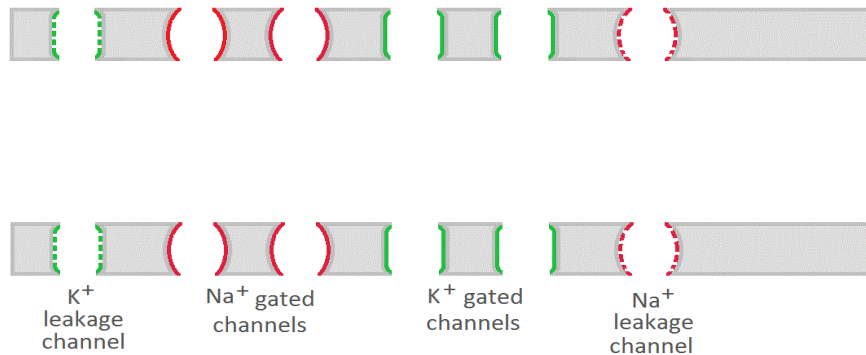 K⁺
leakage
channel
Na⁺ gated
channels
K⁺ gated
channels
Na⁺
leakage
channel